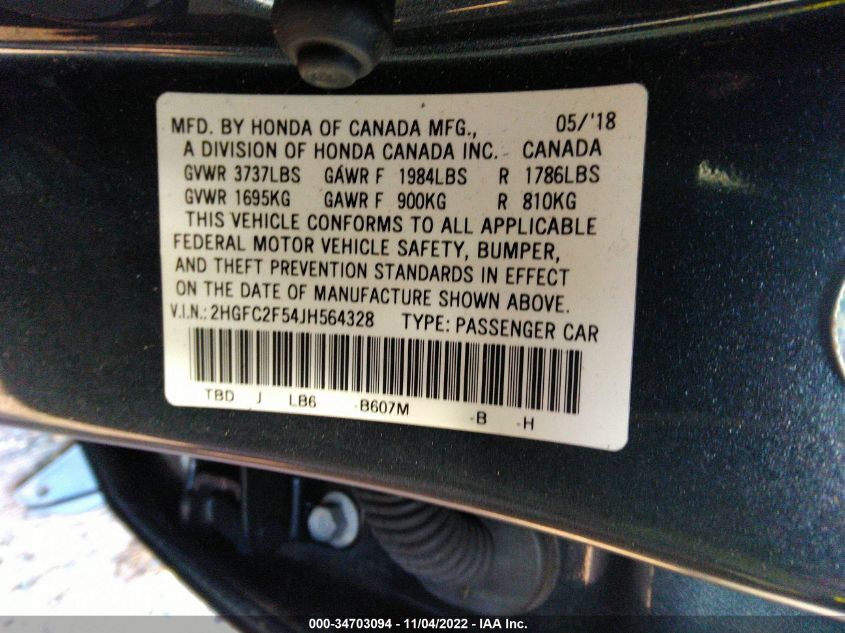 MFD. BY HONDA OF CANADA MFG., 05/'18
A DIVISION OF HONDA CANADA INC. CANADA
GVWR 3737LBS GAWR F 1984LBS R 1786LBS
GVWR 1695KG GAWR F 900KG R 810KG
THIS VEHICLE CONFORMS TO ALL APPLICABLE
FEDERAL MOTOR VEHICLE SAFETY, BUMPER,
AND THEFT PREVENTION STANDARDS IN EFFECT
ON THE DATE OF MANUFACTURE SHOWN ABOVE.
V.I.N.: 2HGFC2F54JH564328 TYPE: PASSENGER CAR
TBD J LB6 -B607M -B -H
000-34703094 - 11/04/2022 - IAA Inc.